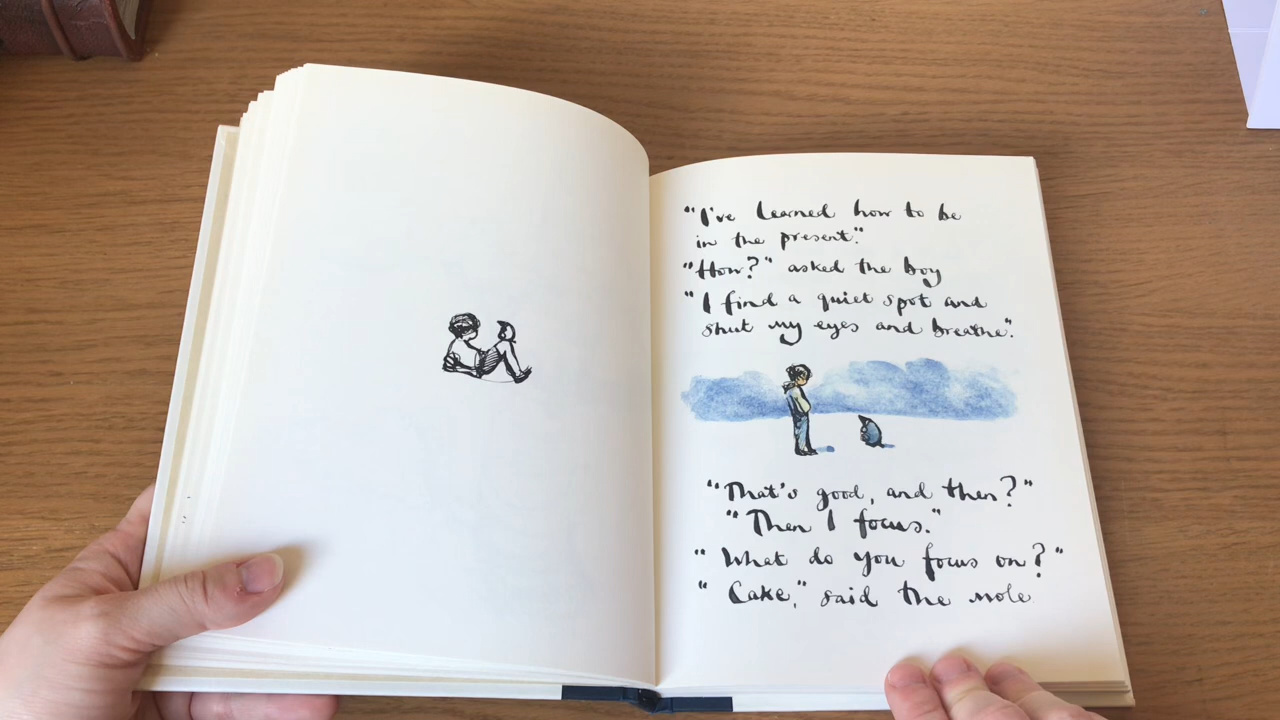 "I've learned how to be
in the present."
"How?" asked the boy
"I find a quiet spot and
shut my eyes and breathe".
"That's good, and then?"
"Then I focus."
"What do you focus on?"
"Cake," said the mole.